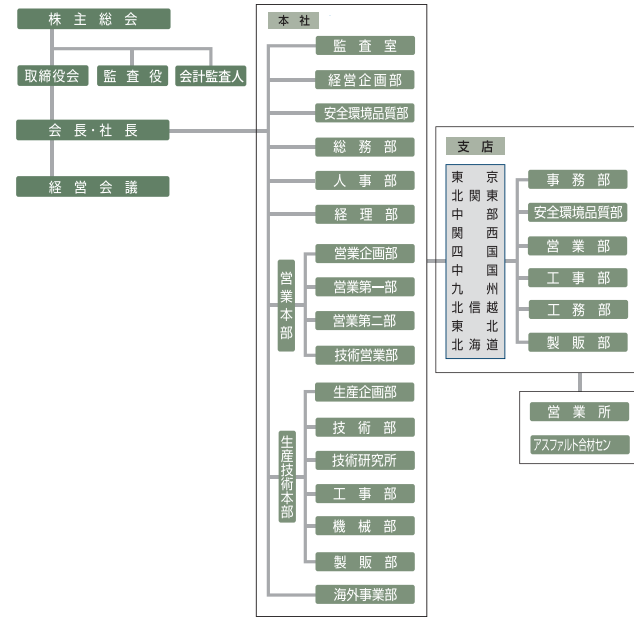 株主総会
取締役会
監査役
会計監査人
会長・社長
経営会議
本社
監査室
経営企画部
安全環境品質部
総務部
人事部
経理部
営業本部
営業企画部
営業第一部
営業第二部
技術営業部
生産技術本部
生産企画部
技術部
技術研究所
工事部
機械部
製販部
海外事業部
支店
東京
北関東
中部
関西
四国
中国
九州
北信越
東北
北海道
事務部
安全環境品質部
営業部
工事部
工務部
製販部
営業所
アスファルト合材セン